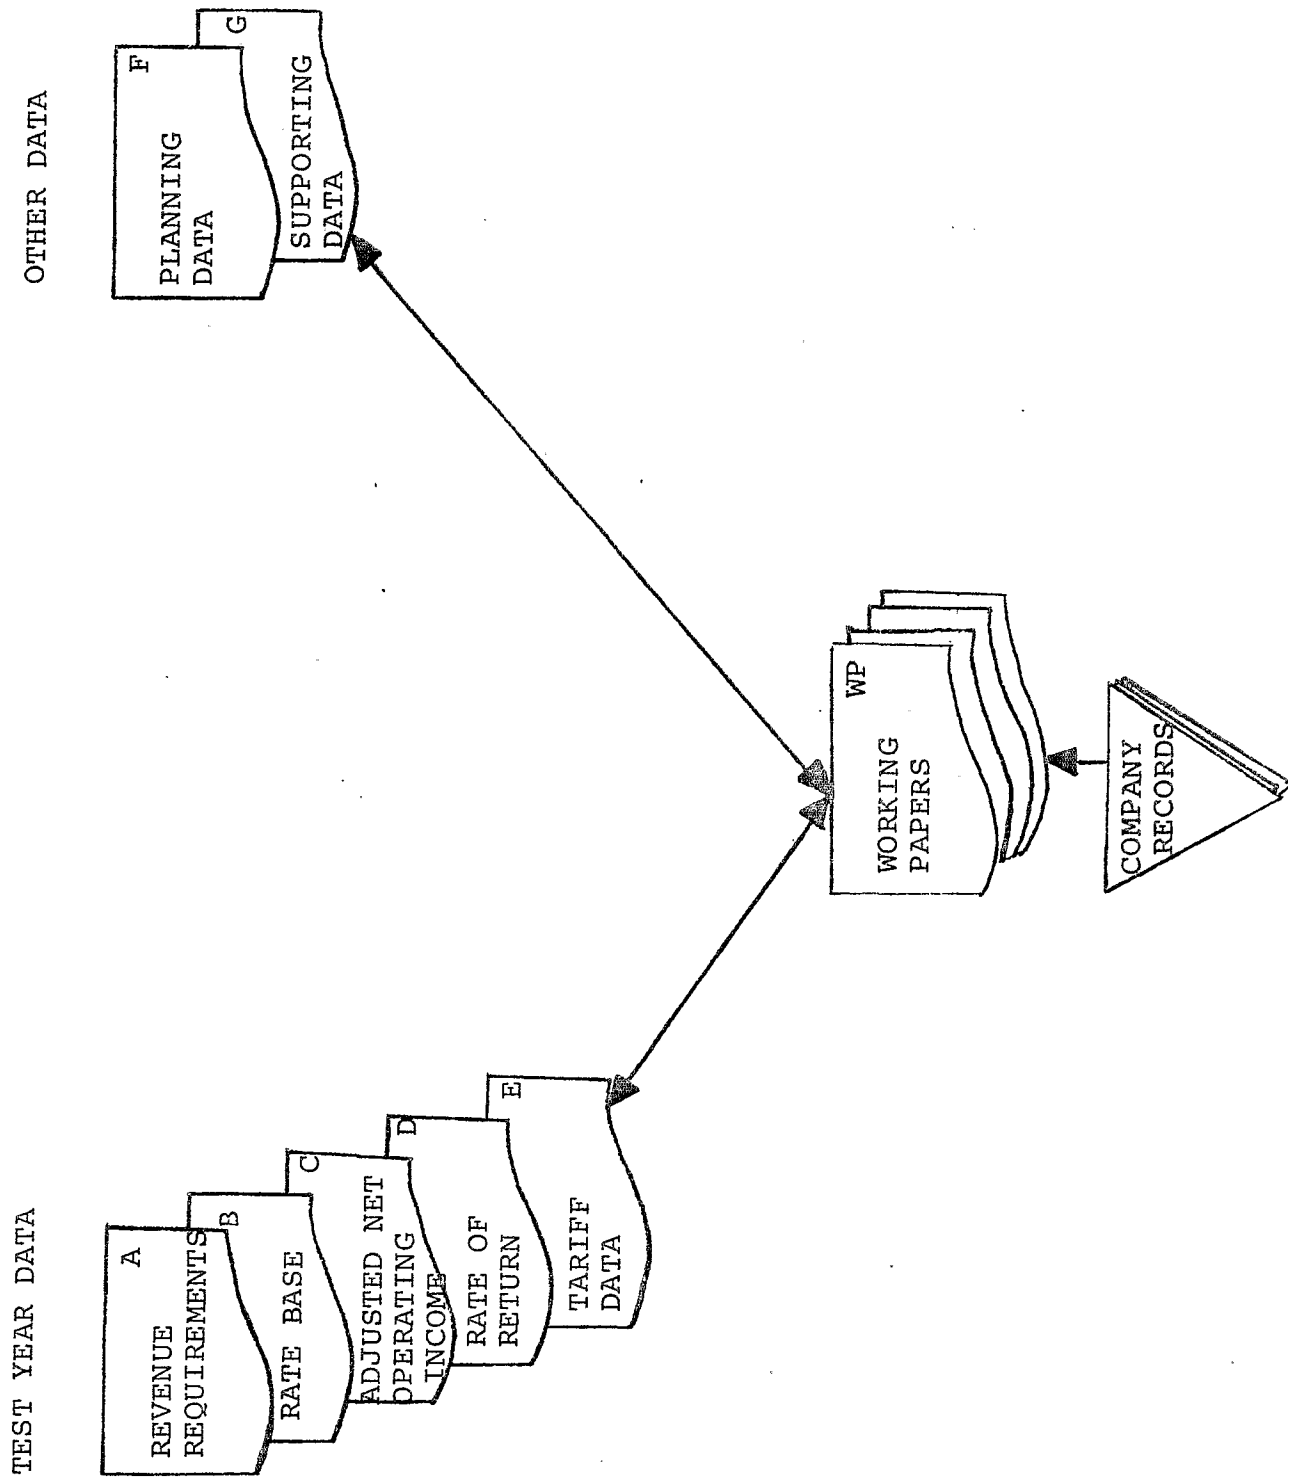 TEST YEAR DATA
OTHER DATA
A
REVENUE
REQUIREMENTS
B
RATE BASE
C
ADJUSTED NET
OPERATING
INCOME
D
RATE OF
RETURN
E
TARIFF
DATA
F
PLANNING
DATA
G
SUPPORTING
DATA
WP
WORKING
PAPERS
COMPANY
RECORDS